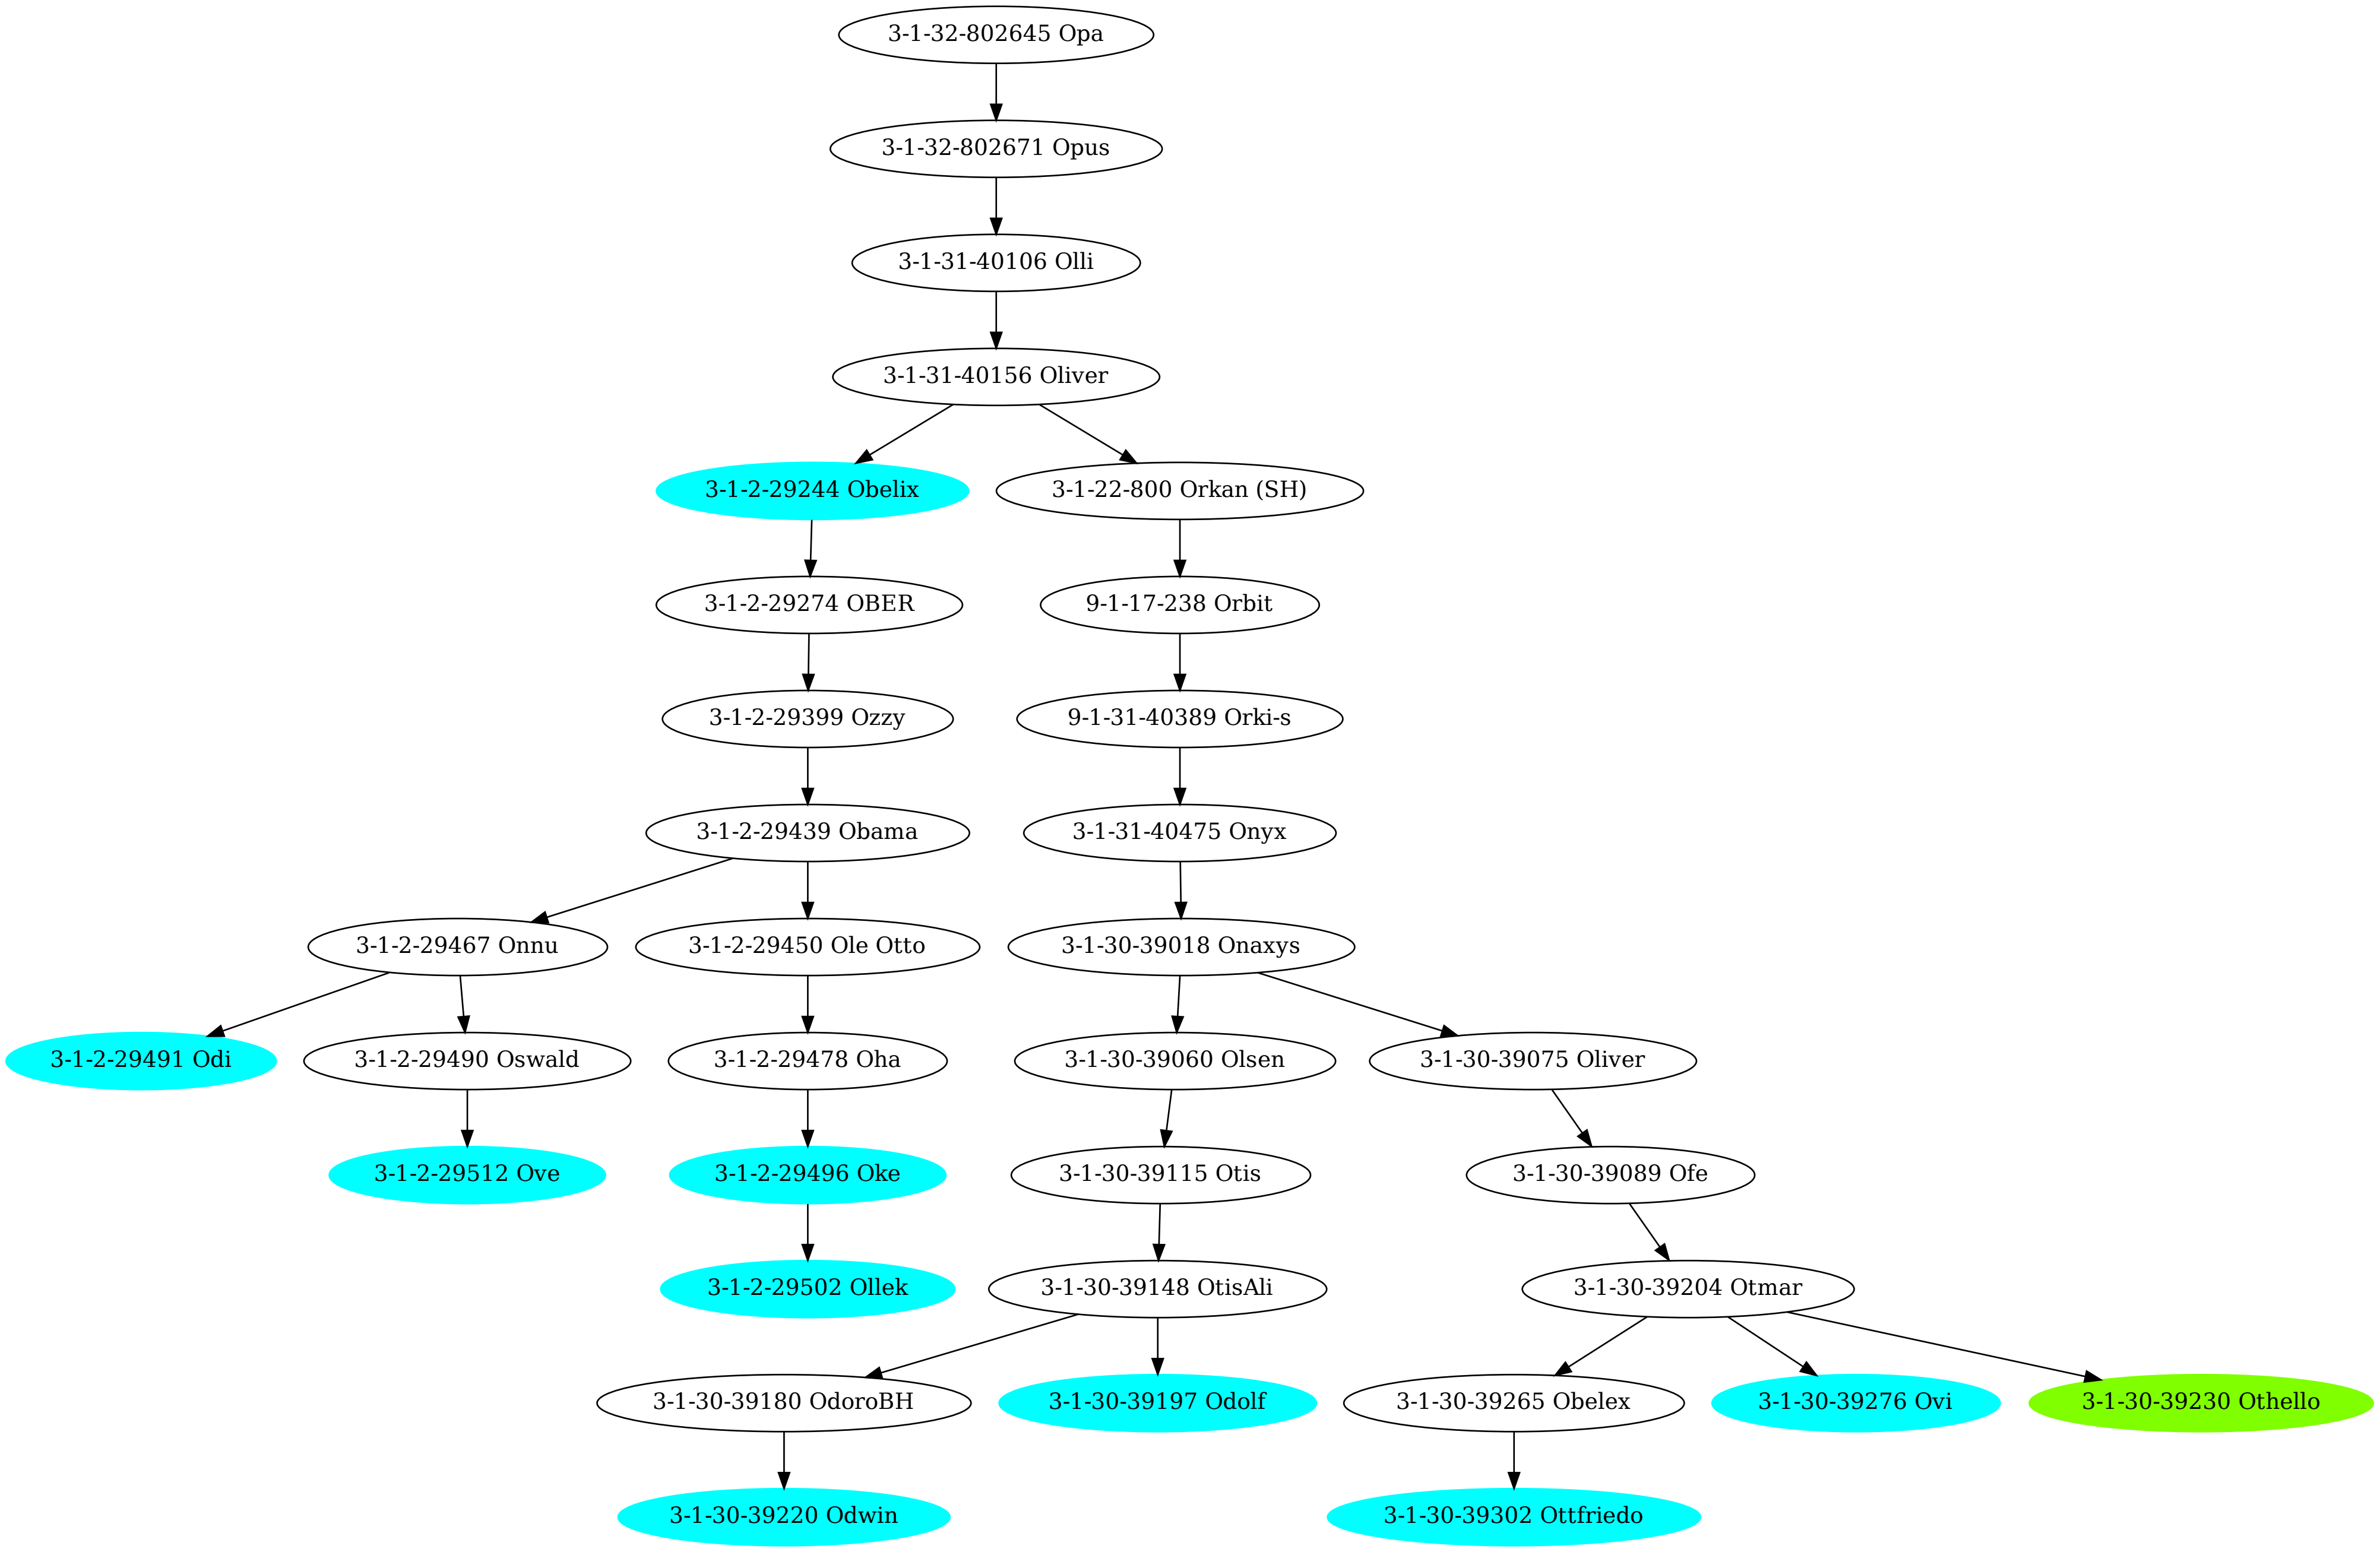 3-1-32-802645 Opa
3-1-32-802671 Opus
3-1-31-40106 Olli
3-1-31-40156 Oliver
3-1-2-29244 Obelix
3-1-22-800 Orkan (SH)
3-1-2-29274 OBER
9-1-17-238 Orbit
3-1-2-29399 Ozzy
9-1-31-40389 Orki-s
3-1-2-29439 Obama
3-1-31-40475 Onyx
3-1-2-29467 Onnu
3-1-2-29450 Ole Otto
3-1-30-39018 Onaxys
3-1-2-29491 Odi
3-1-2-29490 Oswald
3-1-2-29478 Oha
3-1-30-39060 Olsen
3-1-30-39075 Oliver
3-1-2-29512 Ove
3-1-2-29496 Oke
3-1-30-39115 Otis
3-1-30-39089 Ofe
3-1-2-29502 Ollek
3-1-30-39148 OtisAli
3-1-30-39204 Otmar
3-1-30-39180 OdoroBH
3-1-30-39197 Odolf
3-1-30-39265 Obelex
3-1-30-39276 Ovi
3-1-30-39230 Othello
3-1-30-39220 Odwin
3-1-30-39302 Ottfriedo